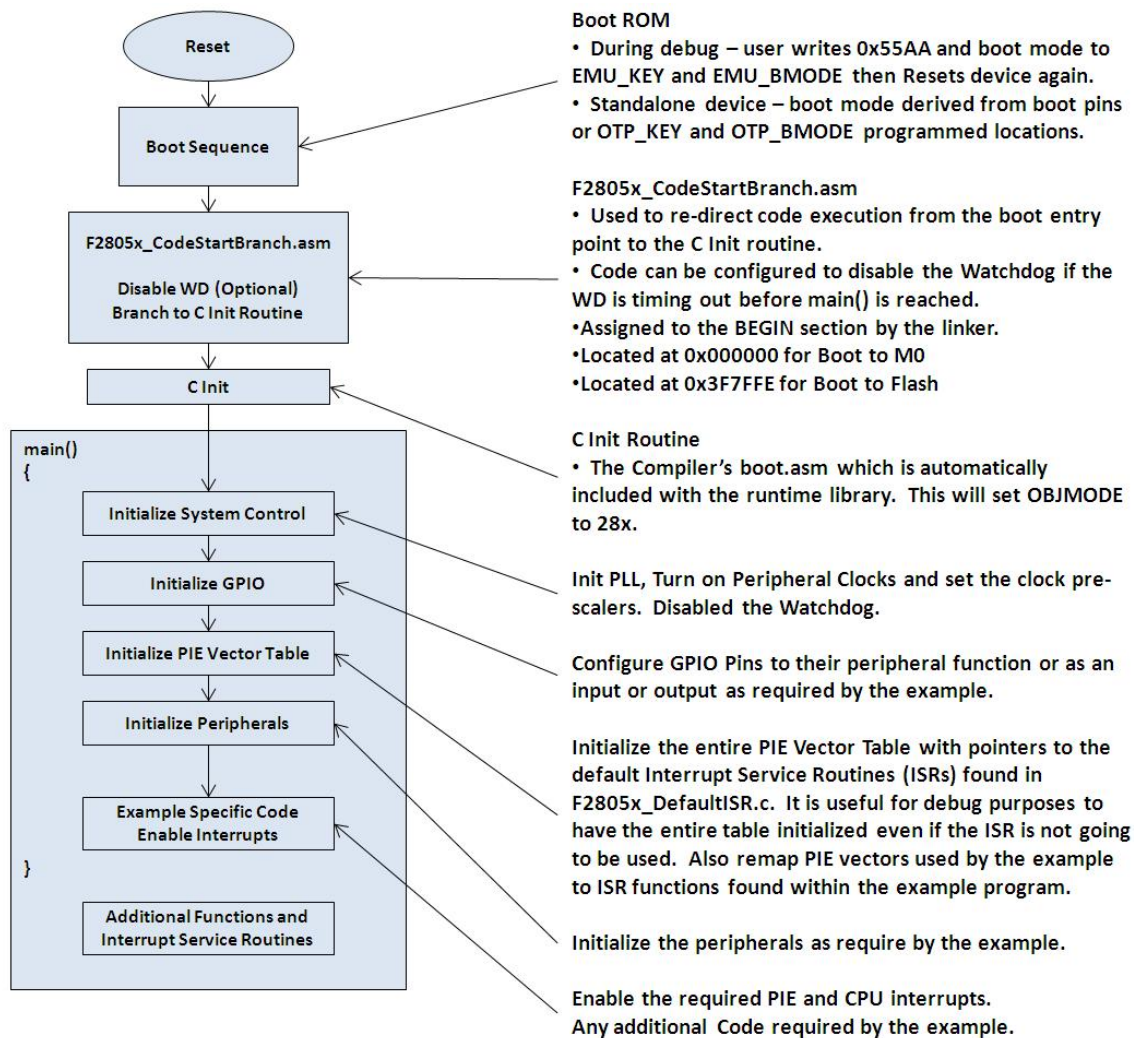 Reset
Boot Sequence
F2805x_CodeStartBranch.asm
Disable WD (Optional)
Branch to C Init Routine
C Init
main()
{
Initialize System Control
Initialize GPIO
Initialize PIE Vector Table
Initialize Peripherals
Example Specific Code
Enable Interrupts
}
Additional Functions and
Interrupt Service Routines
Boot ROM
• During debug – user writes 0x55AA and boot mode to
EMU_KEY and EMU_BMODE then Resets device again.
• Standalone device – boot mode derived from boot pins
or OTP_KEY and OTP_BMODE programmed locations.
F2805x_CodeStartBranch.asm
• Used to re-direct code execution from the boot entry
point to the C Init routine.
• Code can be configured to disable the Watchdog if the
WD is timing out before main() is reached.
•Assigned to the BEGIN section by the linker.
•Located at 0x000000 for Boot to M0
•Located at 0x3F7FFE for Boot to Flash
C Init Routine
• The Compiler's boot.asm which is automatically
included with the runtime library. This will set OBJMODE
to 28x.
Init PLL, Turn on Peripheral Clocks and set the clock pre-
scalers. Disabled the Watchdog.
Configure GPIO Pins to their peripheral function or as an
input or output as required by the example.
Initialize the entire PIE Vector Table with pointers to the
default Interrupt Service Routines (ISRs) found in
F2805x_DefaultISR.c. It is useful for debug purposes to
have the entire table initialized even if the ISR is not going
to be used. Also remap PIE vectors used by the example
to ISR functions found within the example program.
Initialize the peripherals as require by the example.
Enable the required PIE and CPU interrupts.
Any additional Code required by the example.